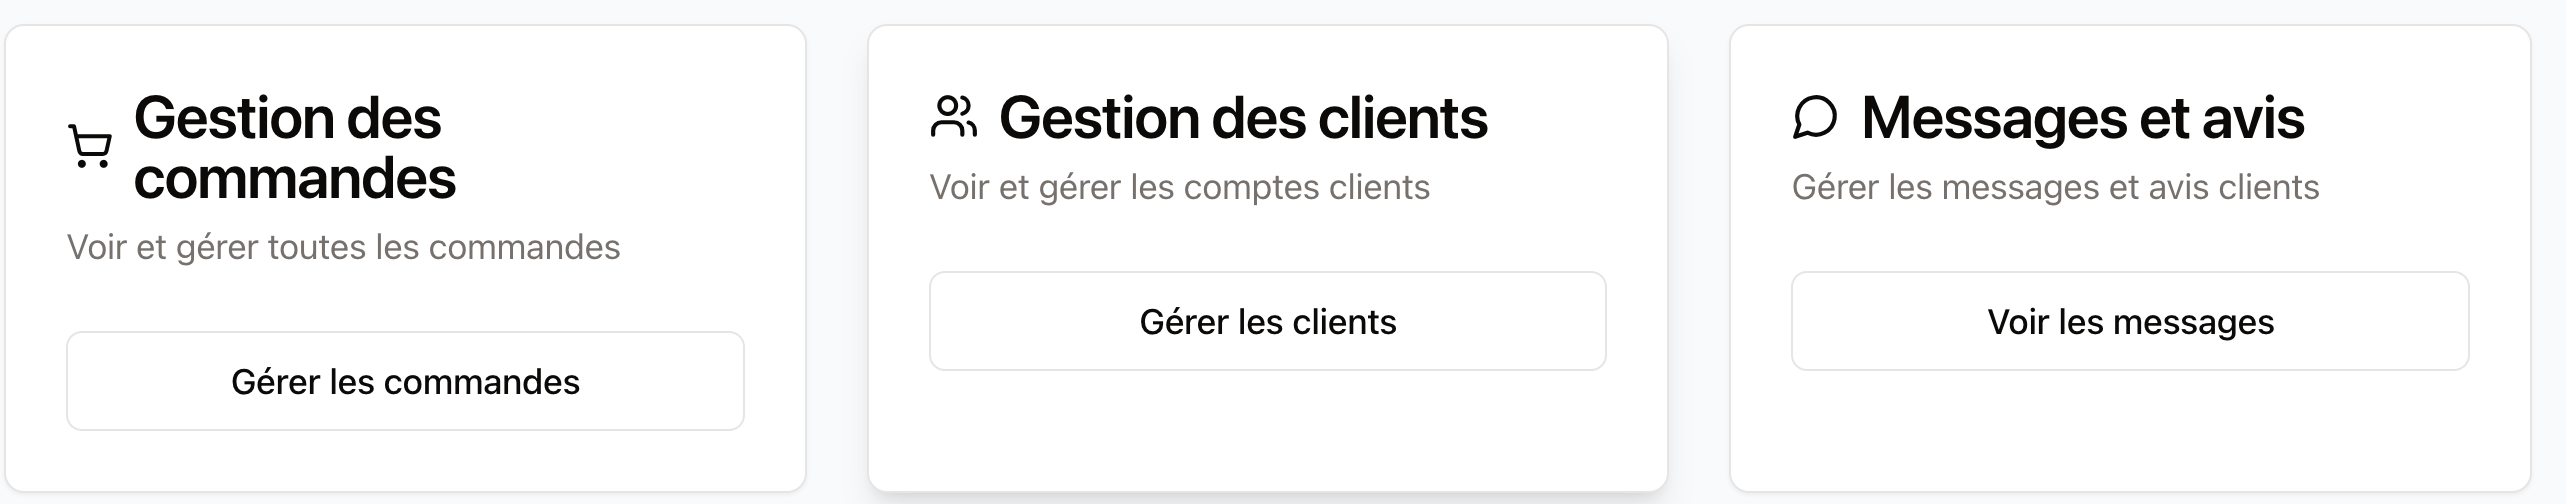 Gestion des
commandes
Voir et gérer toutes les commandes
Gérer les commandes
Gestion des clients
Voir et gérer les comptes clients
Gérer les clients
Messages et avis
Gérer les messages et avis clients
Voir les messages